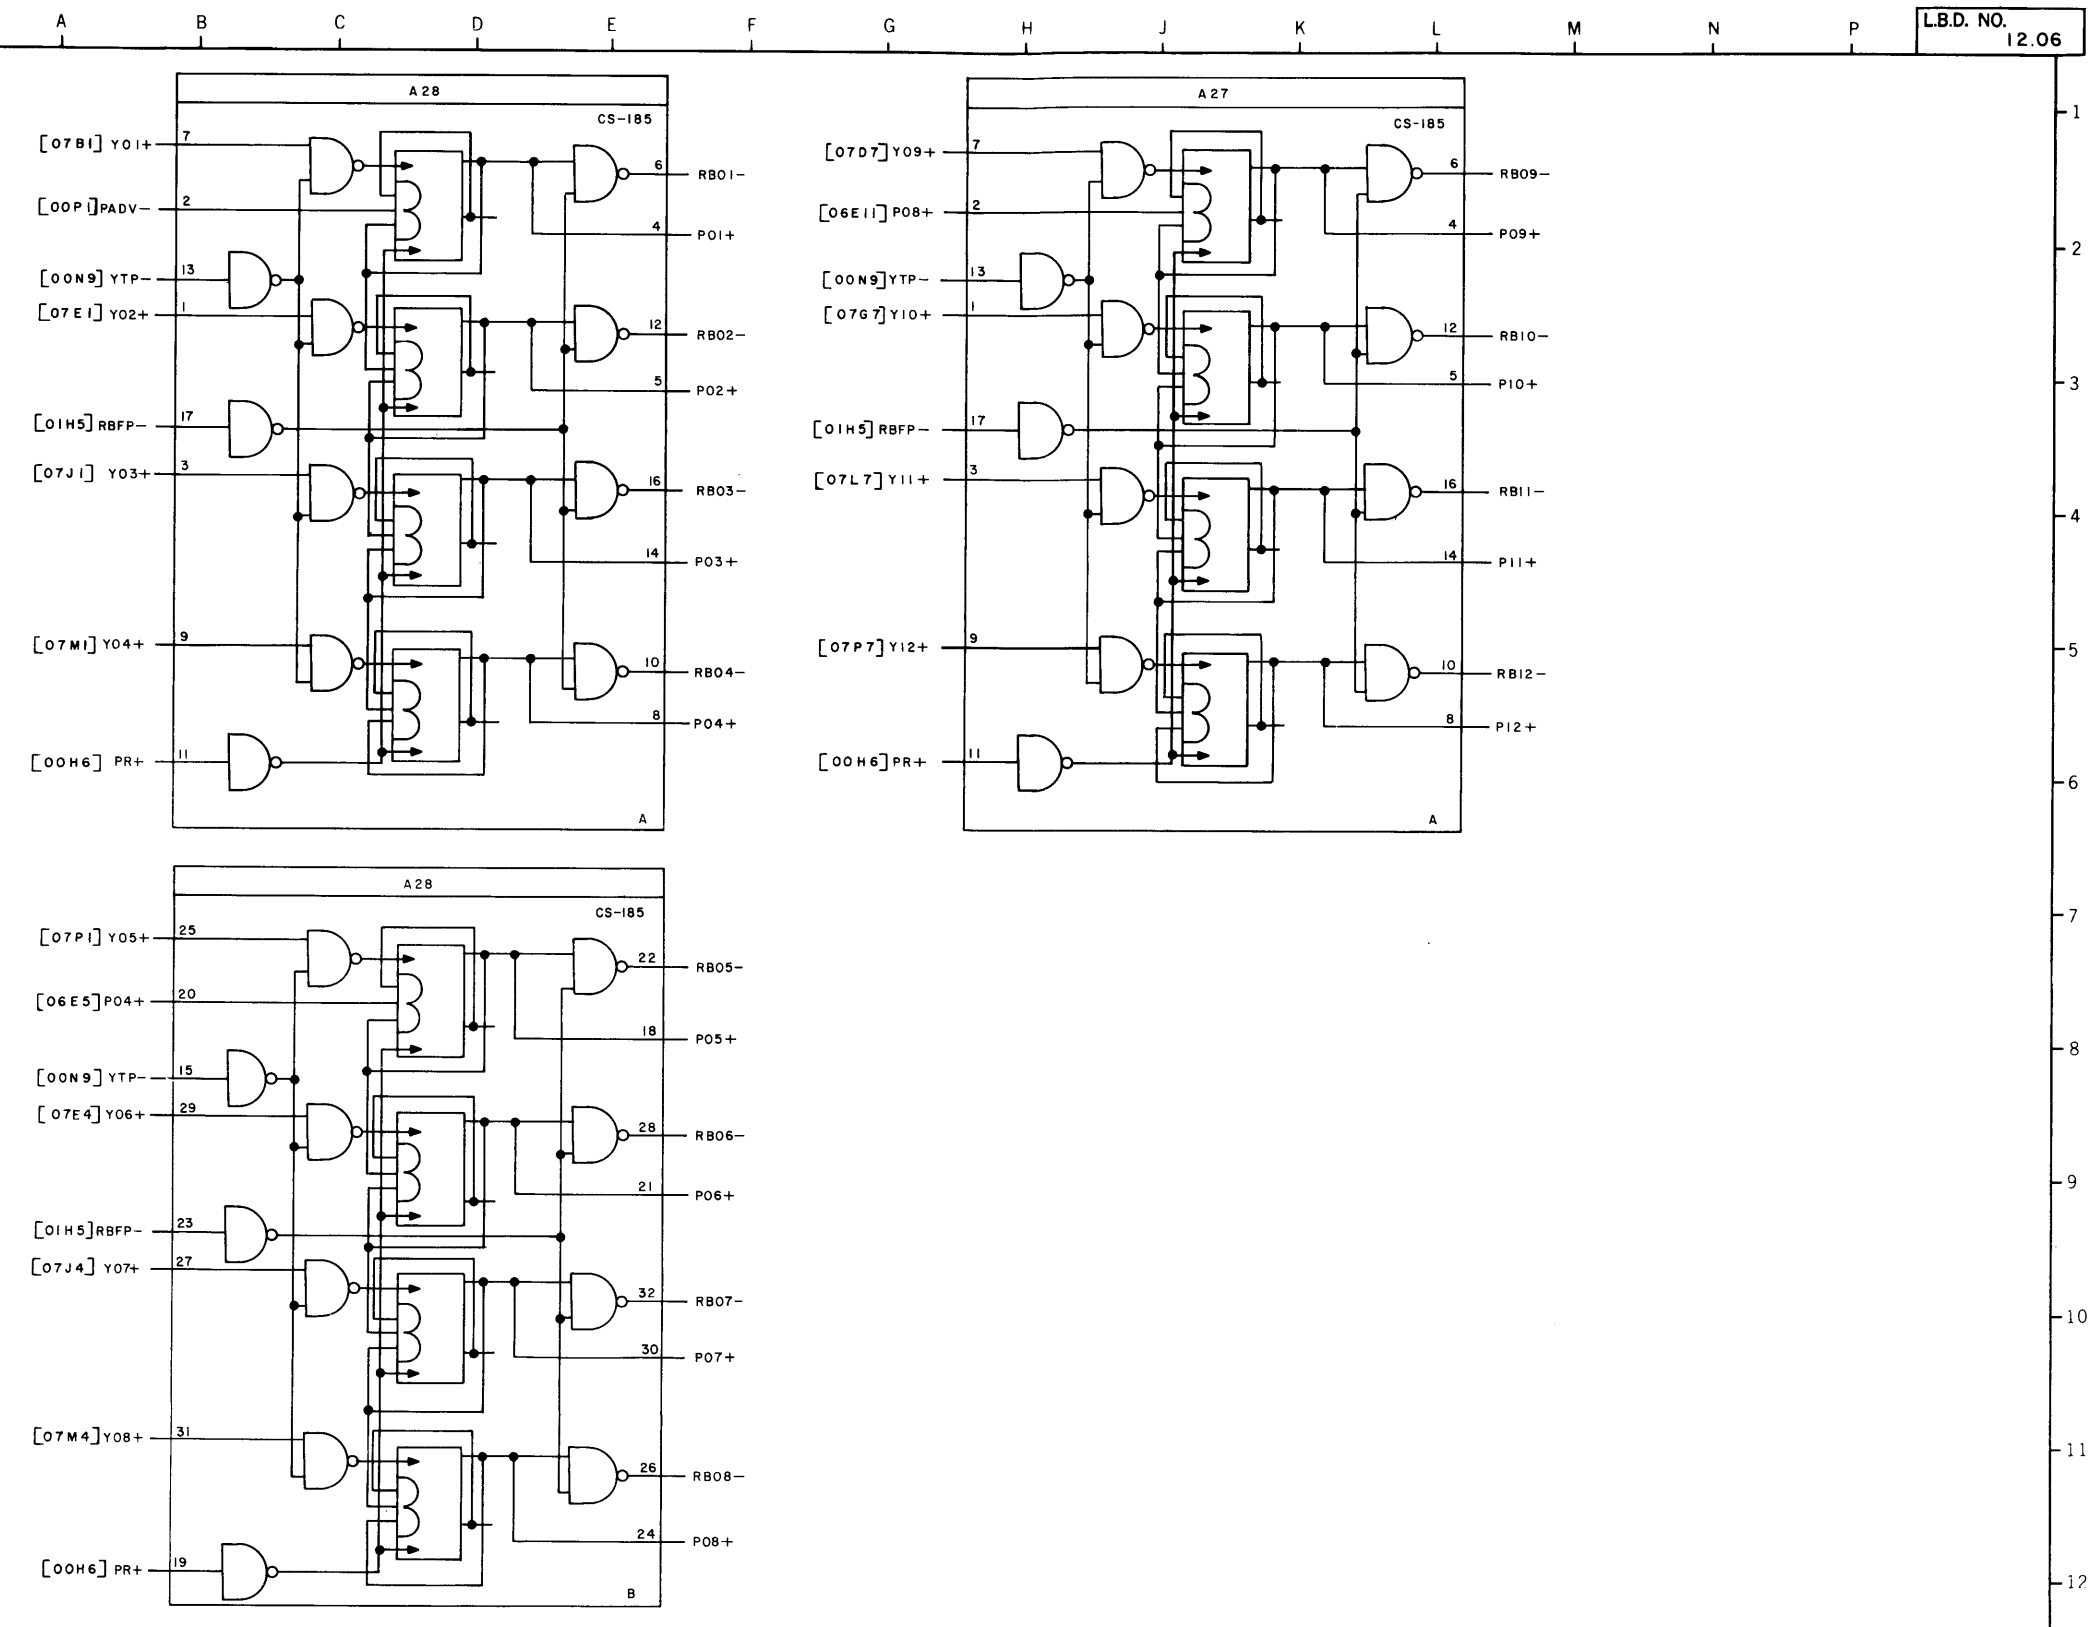 A B C D E F G H J K L M N P
L.B.D. NO.
12.06
1
2
3
4
5
6
7
8
9
10
11
12
A28
CS-185
[07B1] Y01+ 7
[00P1]PADV- 2
[00N9] YTP- 13
[07E1] Y02+ 1
[01H5] RBFP- 17
[07J1] Y03+ 3
[07M1] Y04+ 9
[00H6] PR+ 11
6 RB01-
4 P01+
12 RB02-
5 P02+
16 RB03-
14 P03+
10 RB04-
8 P04+
A
A27
CS-185
[07D7] Y09+ 7
[06E11] P08+ 2
[00N9] YTP- 13
[07G7] Y10+ 1
[01H5] RBFP- 17
[07L7] Y11+ 3
[07P7] Y12+ 9
[00H6] PR+ 11
6 RB09-
4 P09+
12 RB10-
5 P10+
16 RB11-
14 P11+
10 RB12-
8 P12+
A
A28
CS-185
[07P1] Y05+ 25
[06E5] P04+ 20
[00N9] YTP- 15
[07E4] Y06+ 29
[01H5] RBFP- 23
[07J4] Y07+ 27
[07M4] Y08+ 31
[00H6] PR+ 19
22 RB05-
18 P05+
28 RB06-
21 P06+
32 RB07-
30 P07+
26 RB08-
24 P08+
B